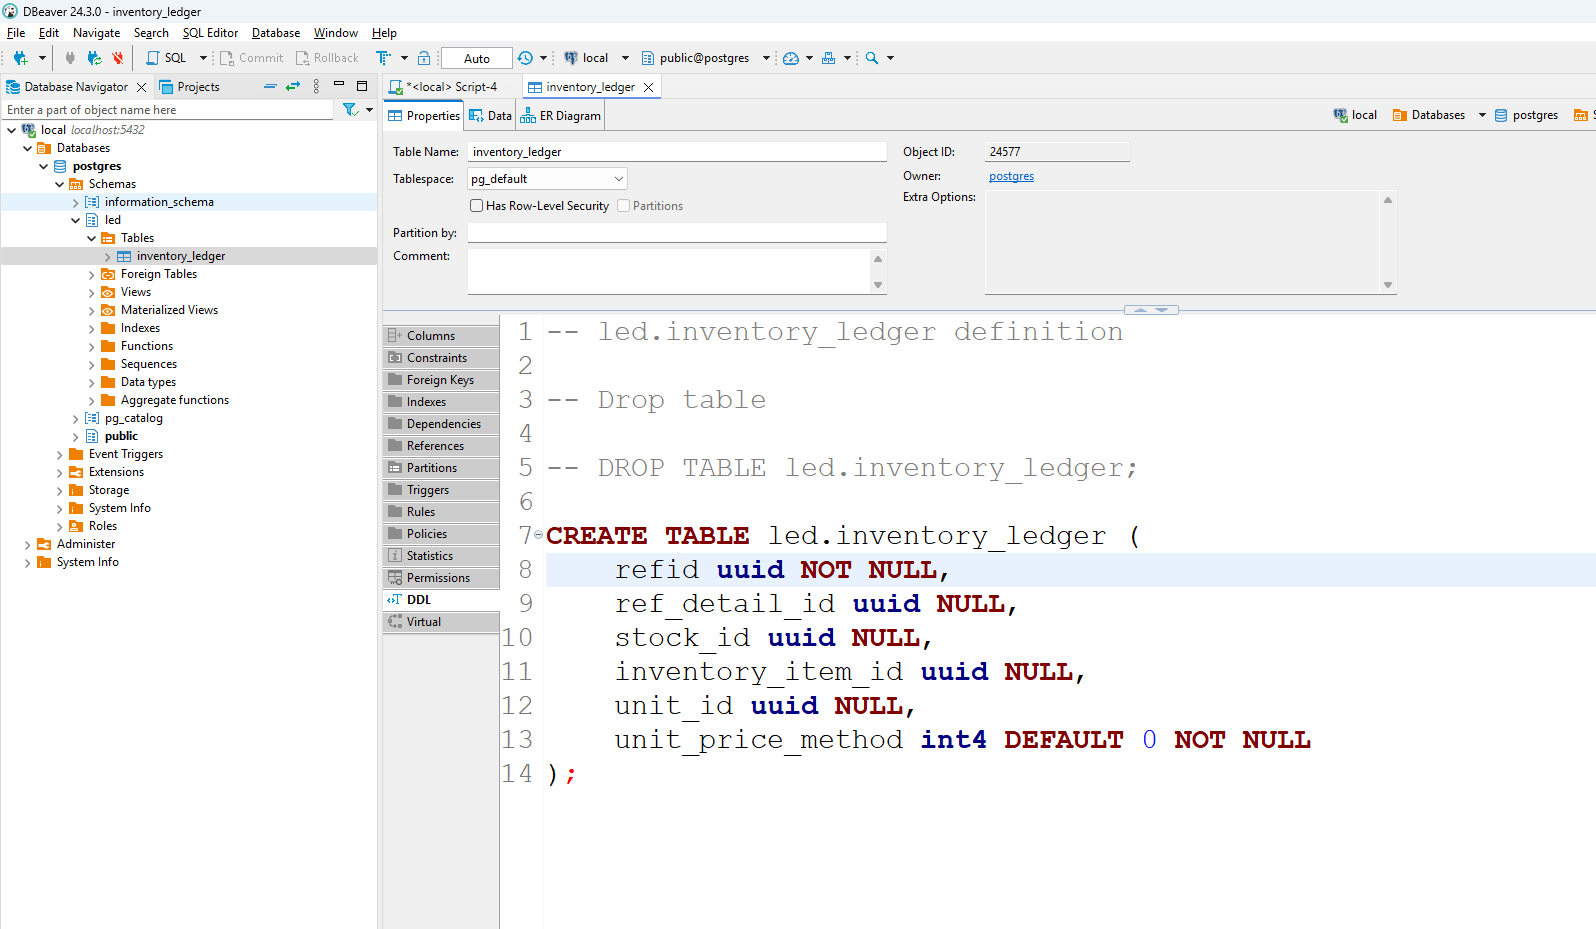 DBeaver 24.3.0 - inventory_ledger
File Edit Navigate Search SQL Editor Database Window Help
SQL Commit Rollback Auto local public@postgres
Database Navigator Projects
*<local> Script-4 inventory_ledger
Enter a part of object name here
local localhost:5432
Databases
postgres
Schemas
information_schema
led
Tables
inventory_ledger
Foreign Tables
Views
Materialized Views
Indexes
Functions
Sequences
Data types
Aggregate functions
pg_catalog
public
Event Triggers
Extensions
Storage
System Info
Roles
Administer
System Info
Properties Data ER Diagram
local Databases postgres
Table Name: inventory_ledger
Tablespace: pg_default
Has Row-Level Security Partitions
Partition by:
Comment:
Object ID: 24577
Owner: postgres
Extra Options:
Columns
Constraints
Foreign Keys
Indexes
Dependencies
References
Partitions
Triggers
Rules
Policies
Statistics
Permissions
DDL
Virtual
1 -- led.inventory_ledger definition
2
3 -- Drop table
4
5 -- DROP TABLE led.inventory_ledger;
6
7 CREATE TABLE led.inventory_ledger (
8 refid uuid NOT NULL,
9 ref_detail_id uuid NULL,
10 stock_id uuid NULL,
11 inventory_item_id uuid NULL,
12 unit_id uuid NULL,
13 unit_price_method int4 DEFAULT 0 NOT NULL
14 );